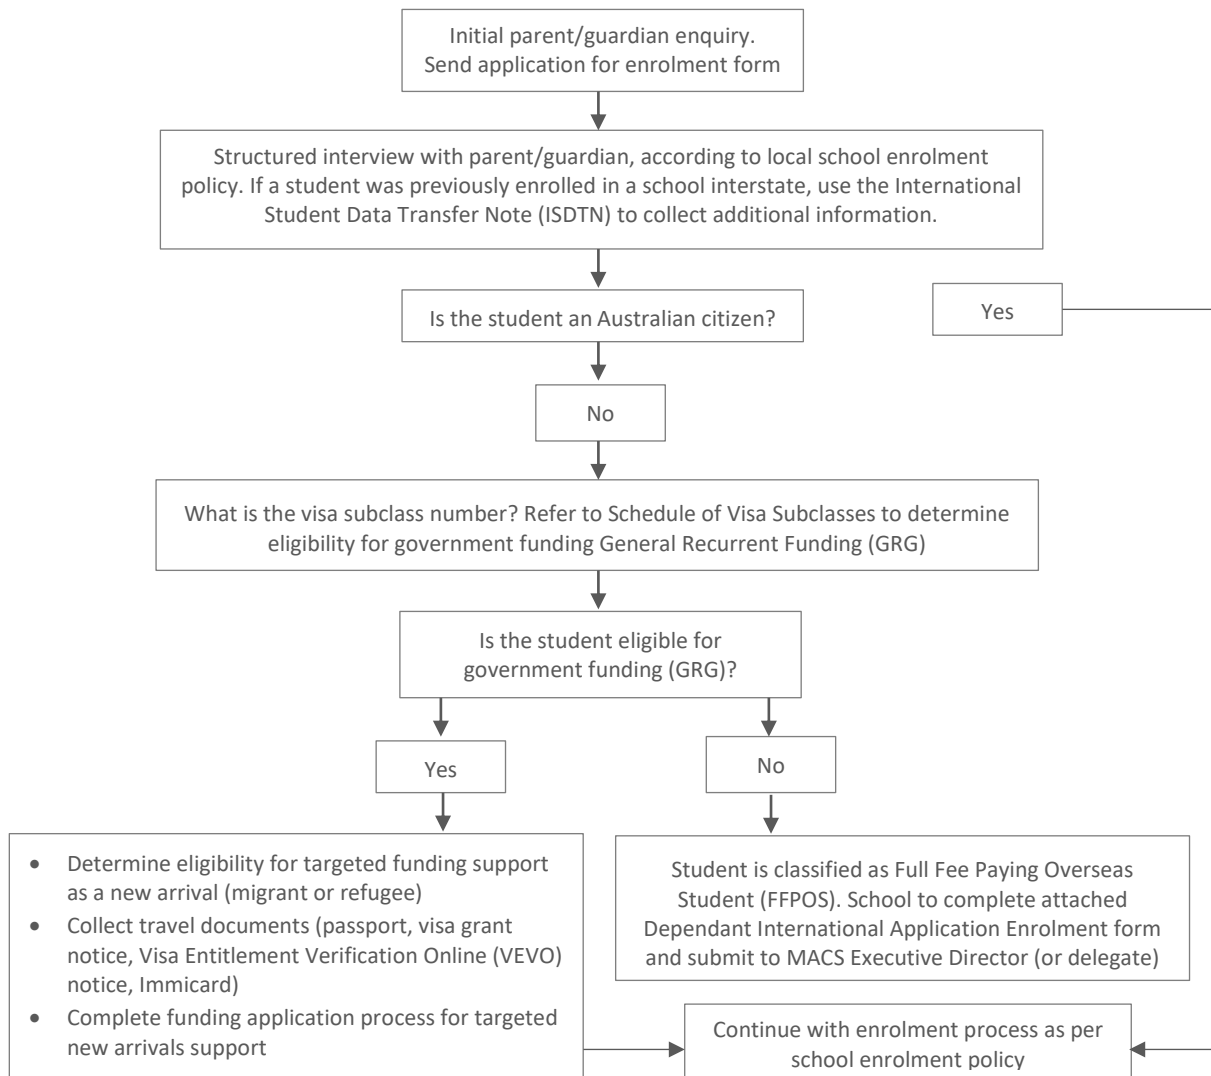 Initial parent/guardian enquiry.
Send application for enrolment form
Structured interview with parent/guardian, according to local school enrolment
policy. If a student was previously enrolled in a school interstate, use the International
Student Data Transfer Note (ISDTN) to collect additional information.
Is the student an Australian citizen?
Yes
No
What is the visa subclass number? Refer to Schedule of Visa Subclasses to determine
eligibility for government funding General Recurrent Funding (GRG)
Is the student eligible for
government funding (GRG)?
Yes
No
• Determine eligibility for targeted funding support
as a new arrival (migrant or refugee)
• Collect travel documents (passport, visa grant
notice, Visa Entitlement Verification Online (VEVO)
notice, Immicard)
• Complete funding application process for targeted
new arrivals support
Student is classified as Full Fee Paying Overseas
Student (FFPOS). School to complete attached
Dependant International Application Enrolment form
and submit to MACS Executive Director (or delegate)
Continue with enrolment process as per
school enrolment policy